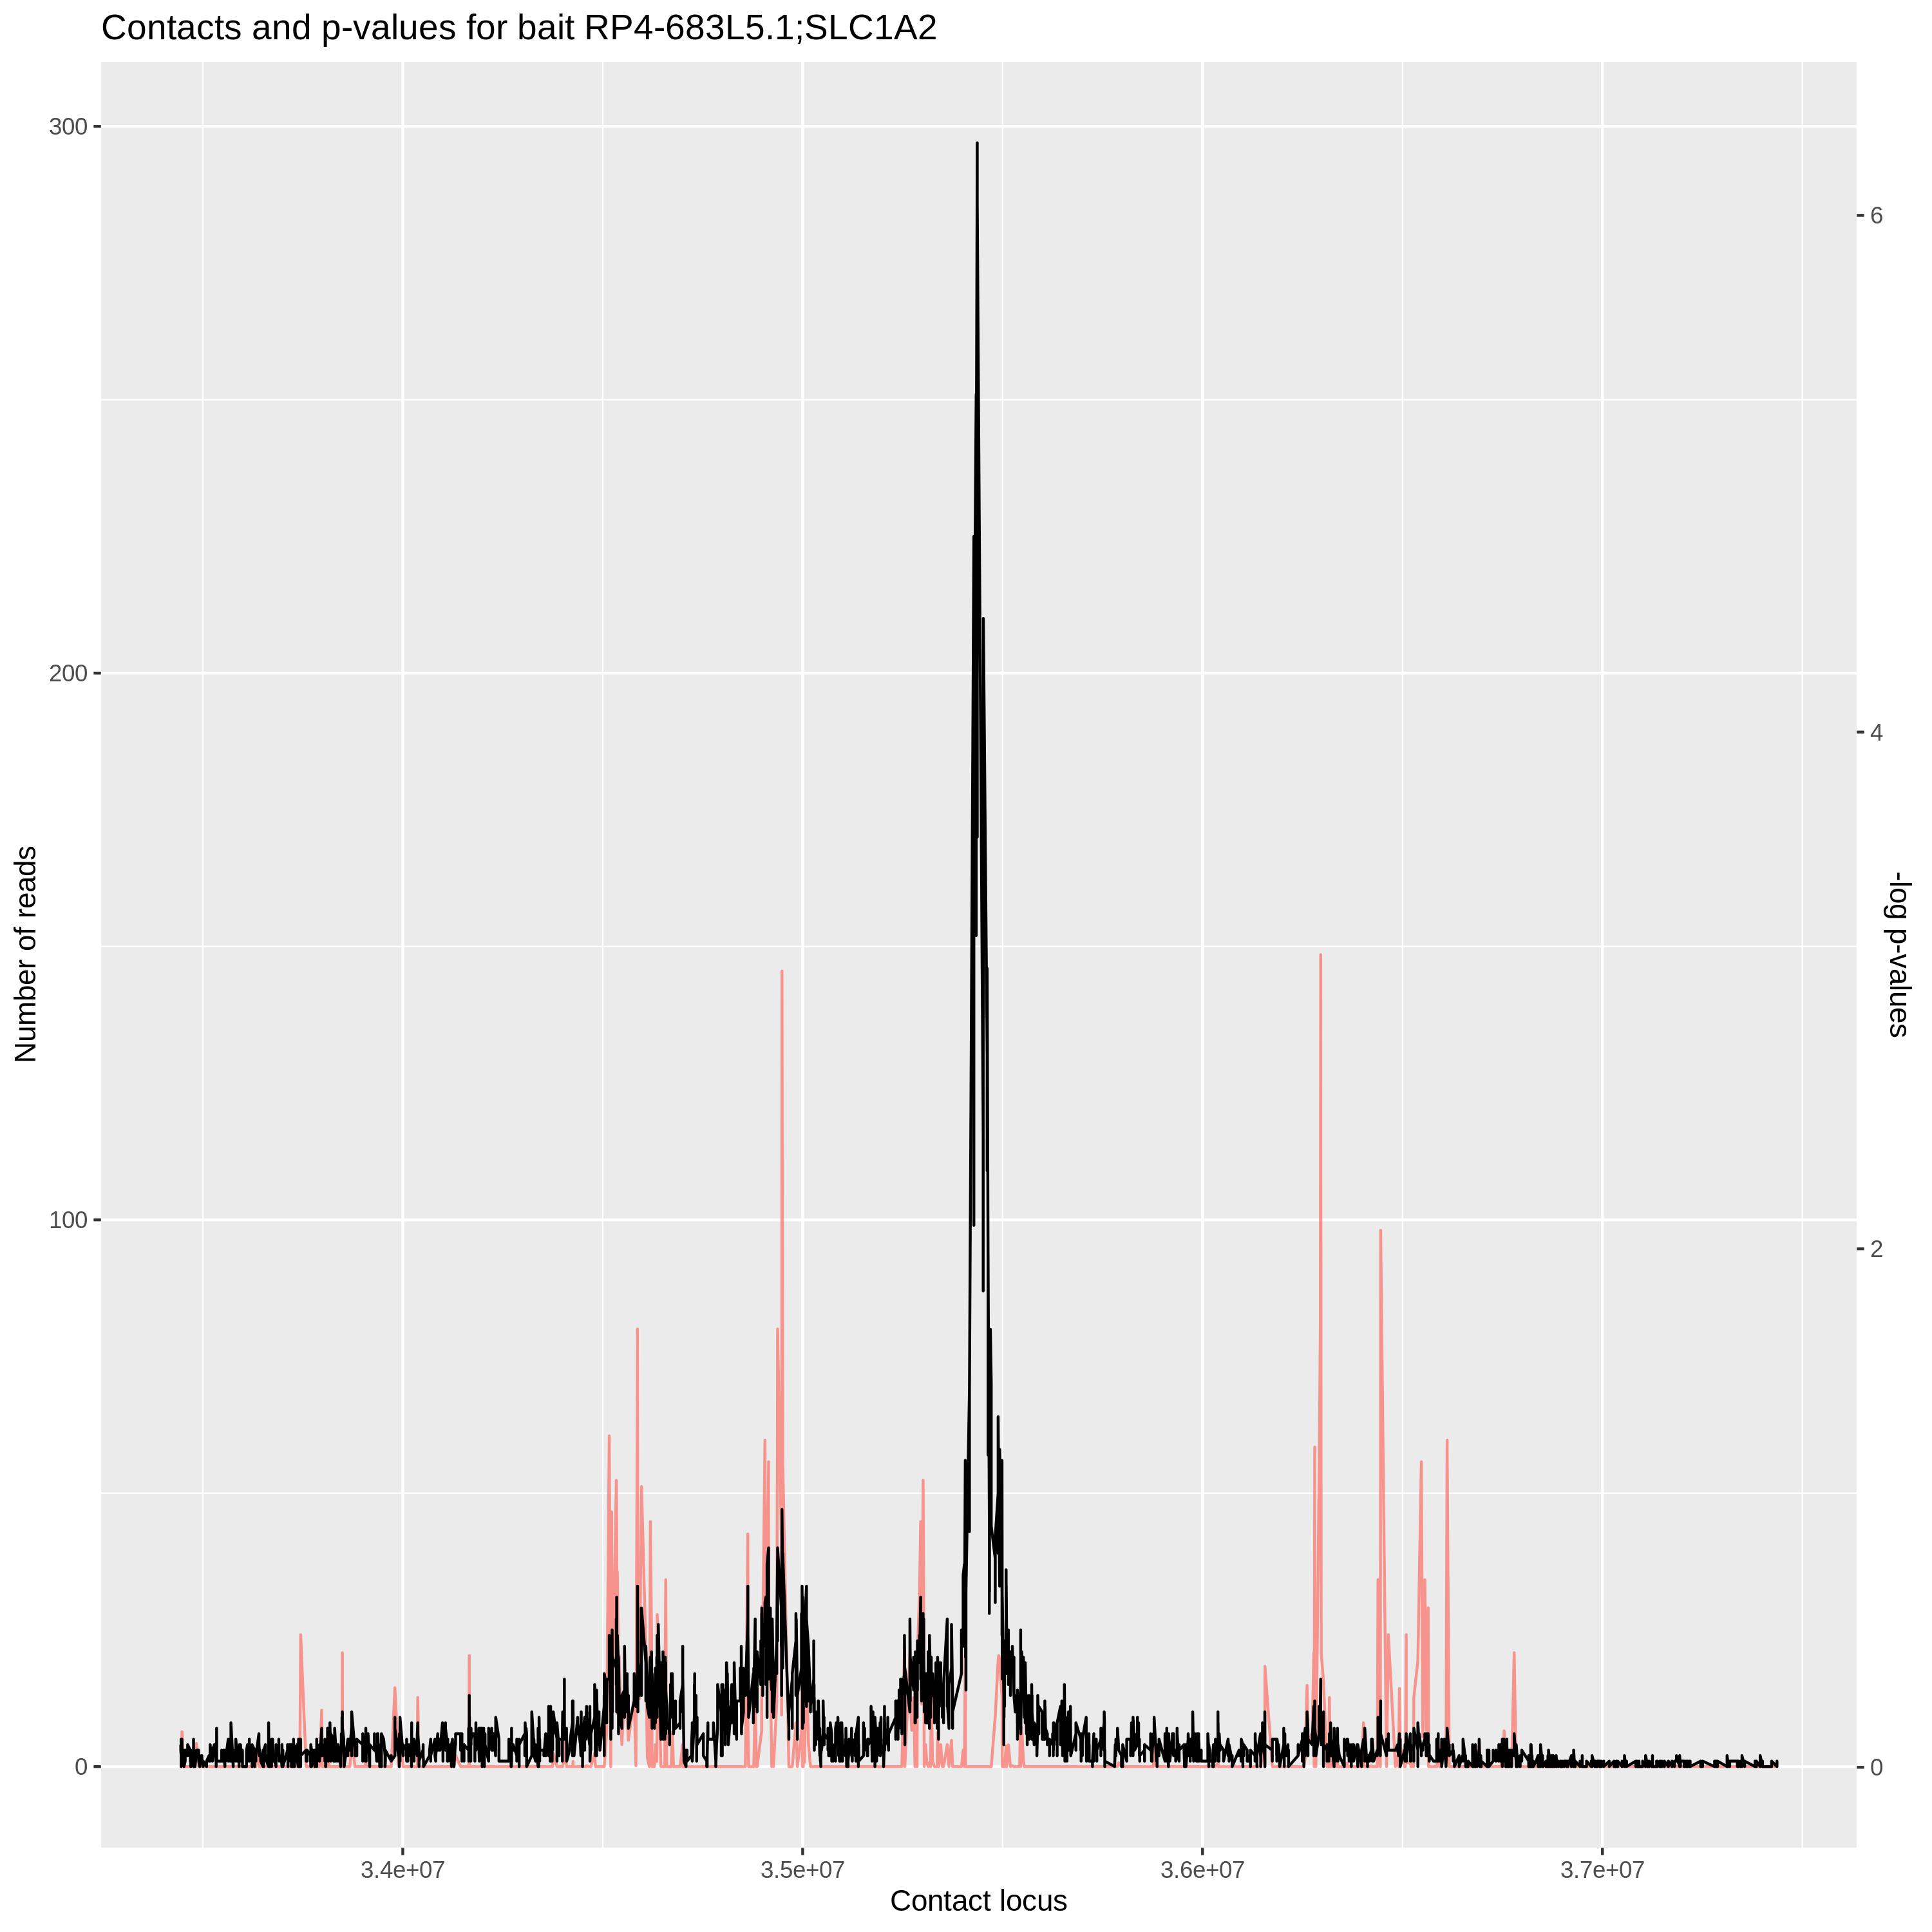 Contacts and p-values for bait RP4-683L5.1;SLC1A2
300
200
100
0
6
4
2
0
Number of reads
-log p-values
3.4e+07 3.5e+07 3.6e+07 3.7e+07
Contact locus